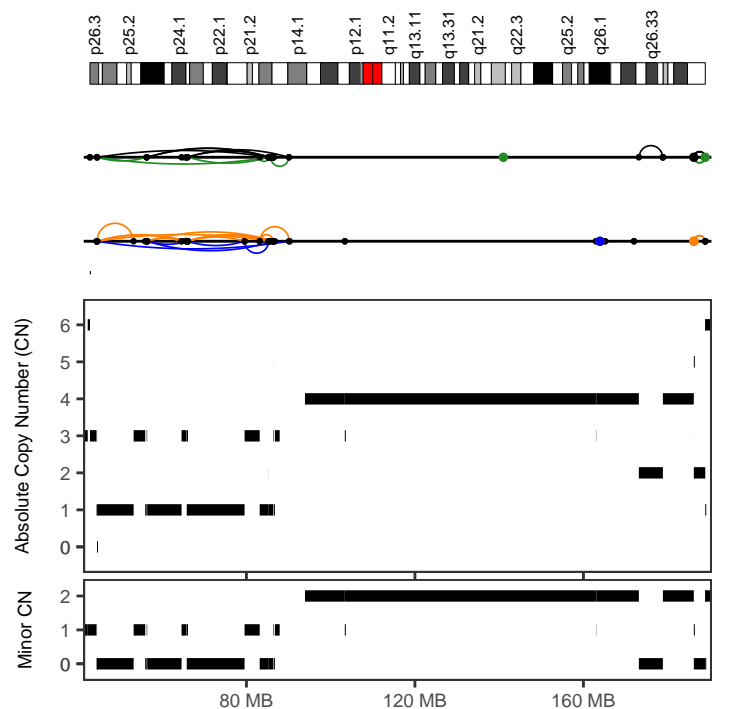 p26.3 p25.2 p24.1 p22.1 p21.2 p14.1 p12.1 q11.2 q13.11 q13.31 q21.2 q22.3 q25.2 q26.1 q26.33
Absolute Copy Number (CN)
6
5
4
3
2
1
0
Minor CN
2
1
0
80 MB 120 MB 160 MB